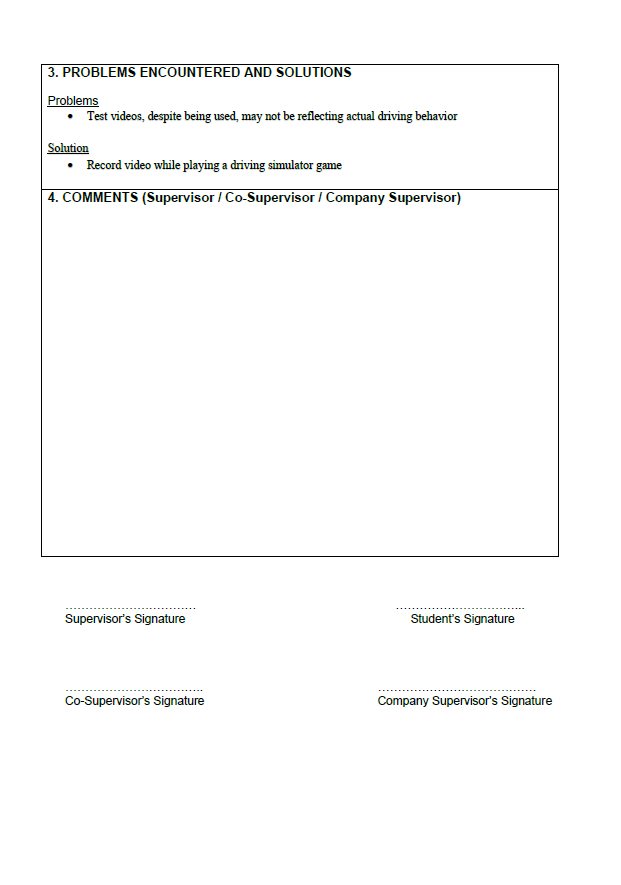 3. PROBLEMS ENCOUNTERED AND SOLUTIONS
Problems
• Test videos, despite being used, may not be reflecting actual driving behavior
Solution
• Record video while playing a driving simulator game
4. COMMENTS (Supervisor / Co-Supervisor / Company Supervisor)
……………………………
Supervisor's Signature
…………………………..
Student's Signature
……………………………..
Co-Supervisor's Signature
………………………………….
Company Supervisor's Signature